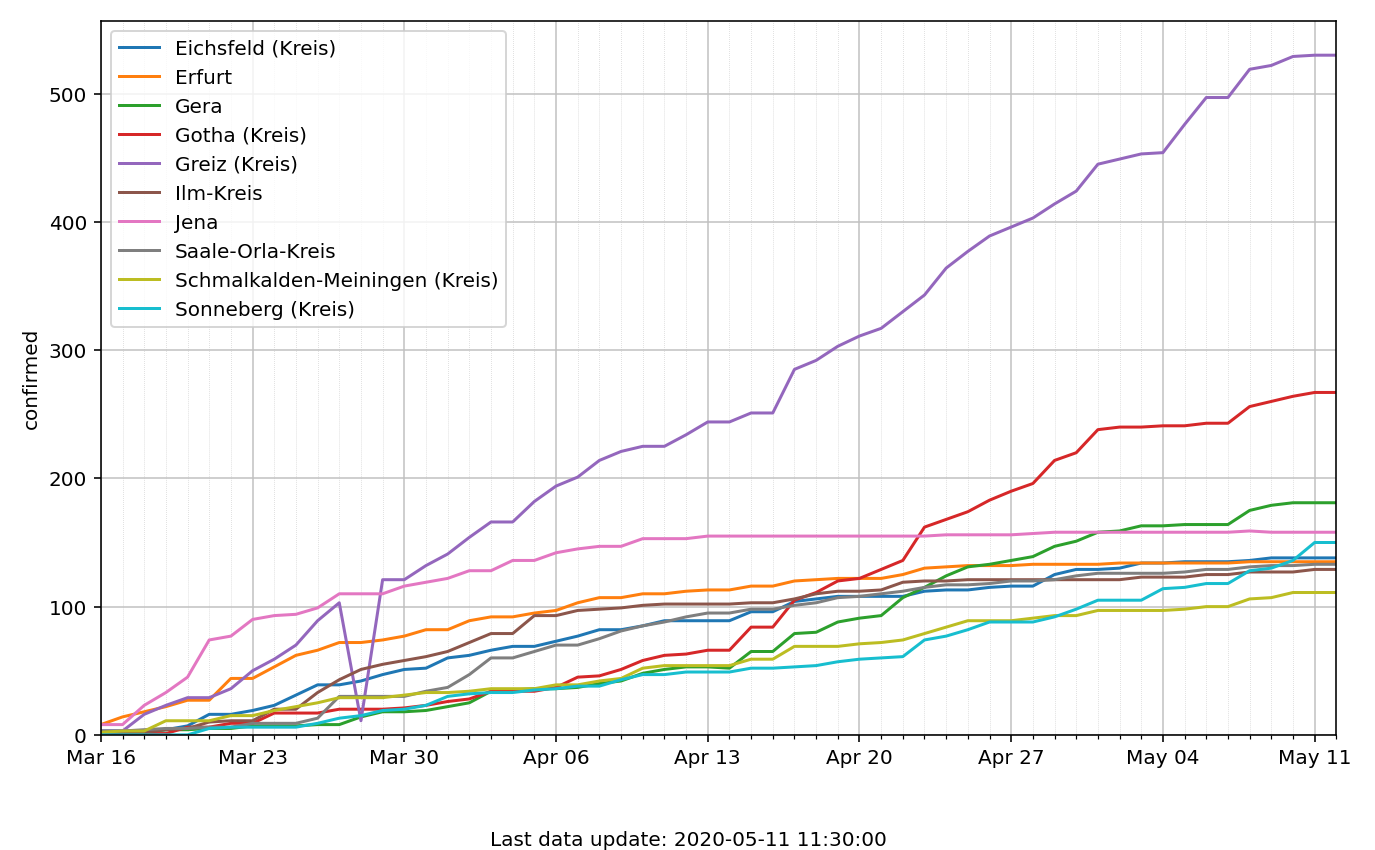 Eichsfeld (Kreis)
Erfurt
Gera
Gotha (Kreis)
Greiz (Kreis)
Ilm-Kreis
Jena
Saale-Orla-Kreis
Schmalkalden-Meiningen (Kreis)
Sonneberg (Kreis)
500
400
300
200
100
0
confirmed
Mar 16 Mar 23 Mar 30 Apr 06 Apr 13 Apr 20 Apr 27 May 04 May 11
Last data update: 2020-05-11 11:30:00